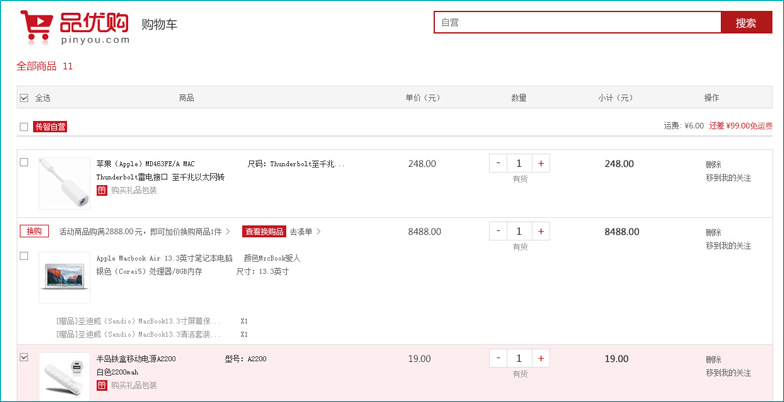 品优购 购物车 自营 搜索
pinyou.com
全部商品 11
全选 商品 单价（元） 数量 小计（元） 操作
传智自营 运费：¥6.00 还差 ¥99.00免运费
苹果（Apple）MD463FE/A MAC 尺码：Thunderbolt至千兆... 248.00 - 1 + 248.00 删除
Thunderbolt雷电接口 至千兆以太网转 有货 移到我的关注
购买礼品包装
换购 活动商品购满2888.00元，即可加价换购商品1件 > 查看换购品 去凑单 > 8488.00 - 1 + 8488.00 删除
有货 移到我的关注
Apple Macbook Air 13.3英寸笔记本电脑 颜色MrcBook爱人
银色（Corei5）处理器/8GB内存 尺寸：13.3英寸
[赠品]圣迪威（Sendio）MacBook13.3寸屏幕保... X1
[赠品]圣迪威（Sendio）MacBook13.3清洁套装... X1
半岛铁盒移动电源A2200 型号：A2200 19.00 - 1 + 19.00 删除
白色2200mah 有货 移到我的关注
购买礼品包装